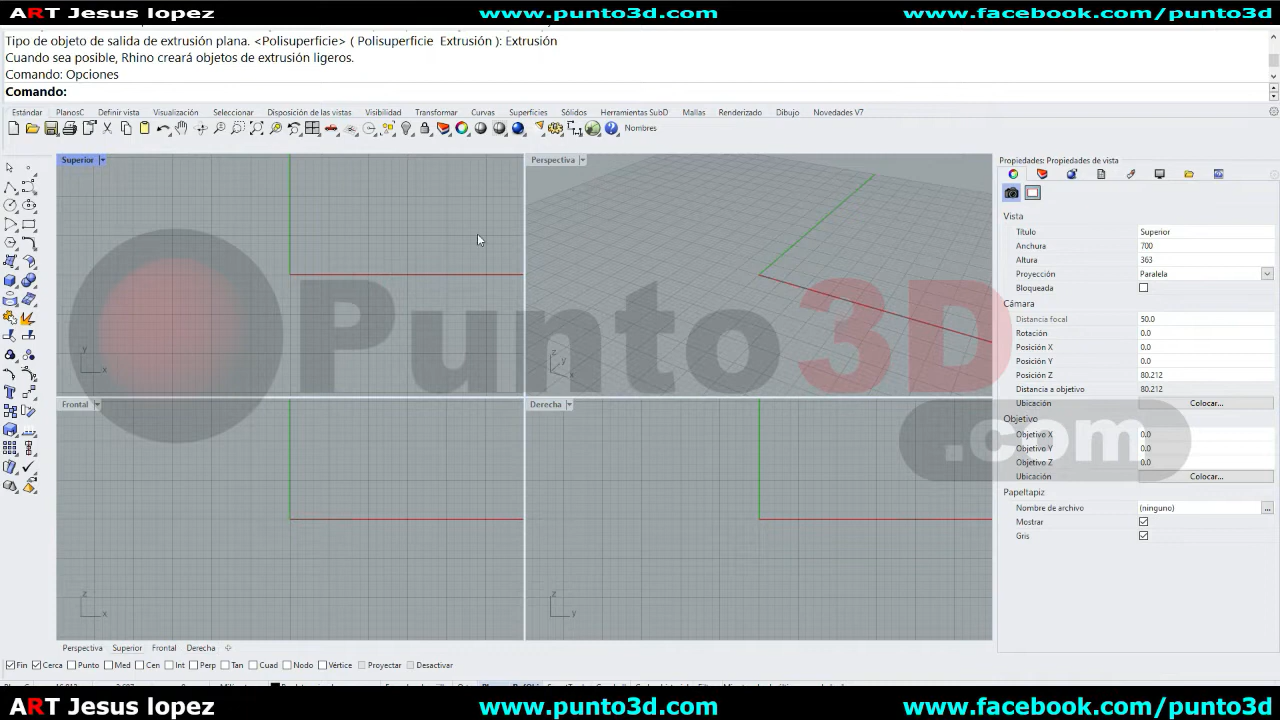 ART Jesus lopez www.punto3d.com www.facebook.com/punto3d
Tipo de objeto de salida de extrusión plana. <Polisuperficie> ( Polisuperficie Extrusión ): Extrusión
Cuando sea posible, Rhino creará objetos de extrusión ligeros.
Comando: Opciones
Comando:
Estándar PlanosC Definir vista Visualización Seleccionar Disposición de las vistas Visibilidad Transformar Curvas Superficies Sólidos Herramientas SubD Mallas Renderizado Dibujo Novedades V7
Nombres
Superior Perspectiva Propiedades: Propiedades de vista
Vista
Título Superior
Anchura 700
Altura 363
Proyección Paralela
Bloqueada
Cámara
Distancia focal 50.0
Rotación 0.0
Posición X 0.0
Posición Y 0.0
Posición Z 80.212
Distancia a objetivo 80.212
Ubicación Colocar...
Objetivo
Objetivo X 0.0
Objetivo Y 0.0
Objetivo Z 0.0
Ubicación Colocar...
Papeltapiz
Nombre de archivo (ninguno) ...
Mostrar
Gris
y x
z y x
Punto3D
.com
Frontal Derecha
z x
z y
Perspectiva Superior Frontal Derecha
Fin Cerca Punto Med Cen Int Perp Tan Cuad Nodo Vértice Proyectar Desactivar
ART Jesus lopez www.punto3d.com www.facebook.com/punto3d